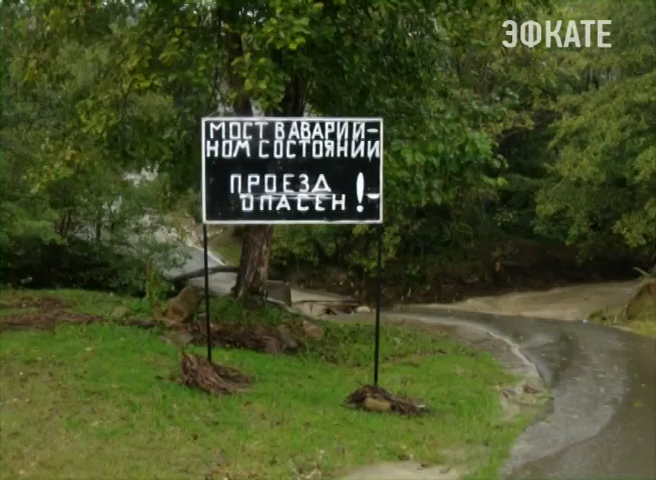 ЭФКАТЕ
МОСТ В АВАРИЙ-
НОМ СОСТОЯНИИ
ПРОЕЗД
ОПАСЕН !